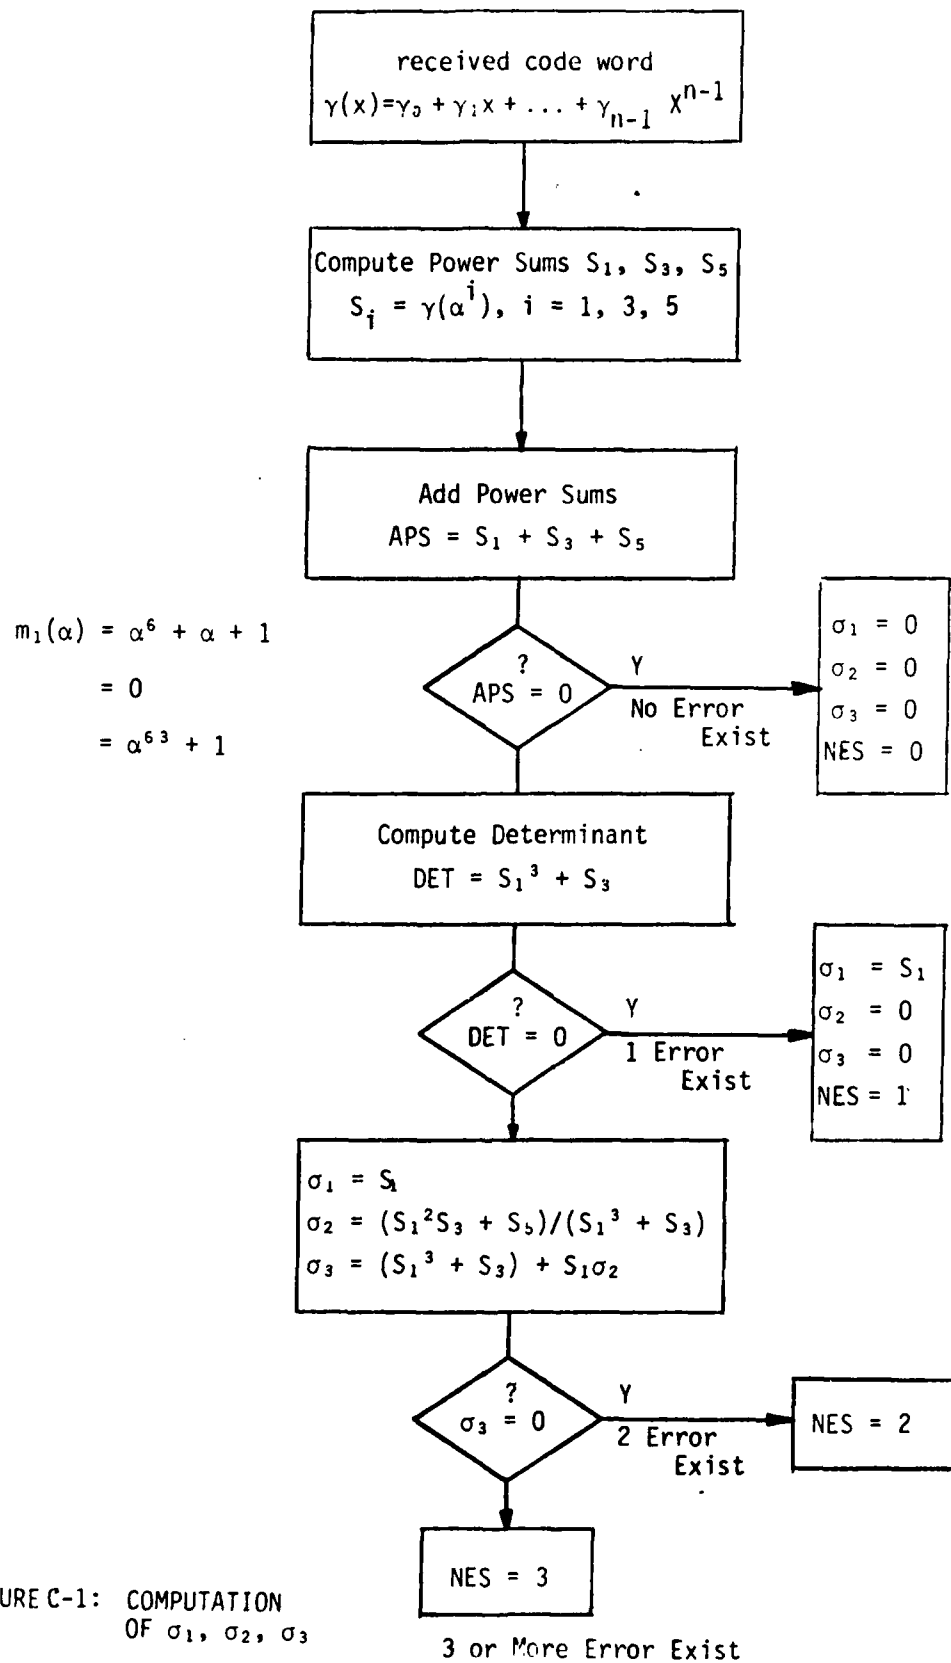 received code word
γ(x)=γ₀ + γ₁x + ... + γₙ₋₁ Xⁿ⁻¹
Compute Power Sums S₁, S₃, S₅
Sᵢ = γ(αⁱ), i = 1, 3, 5
Add Power Sums
APS = S₁ + S₃ + S₅
m₁(α) = α⁶ + α + 1
= 0
= α⁶³ + 1
?
APS = 0
Y
No Error
Exist
σ₁ = 0
σ₂ = 0
σ₃ = 0
NES = 0
Compute Determinant
DET = S₁³ + S₃
?
DET = 0
Y
1 Error
Exist
σ₁ = S₁
σ₂ = 0
σ₃ = 0
NES = 1
σ₁ = S₁
σ₂ = (S₁²S₃ + S₅)/(S₁³ + S₃)
σ₃ = (S₁³ + S₃) + S₁σ₂
?
σ₃ = 0
Y
2 Error
Exist
NES = 2
NES = 3
3 or More Error Exist
URE C-1: COMPUTATION
OF σ₁, σ₂, σ₃